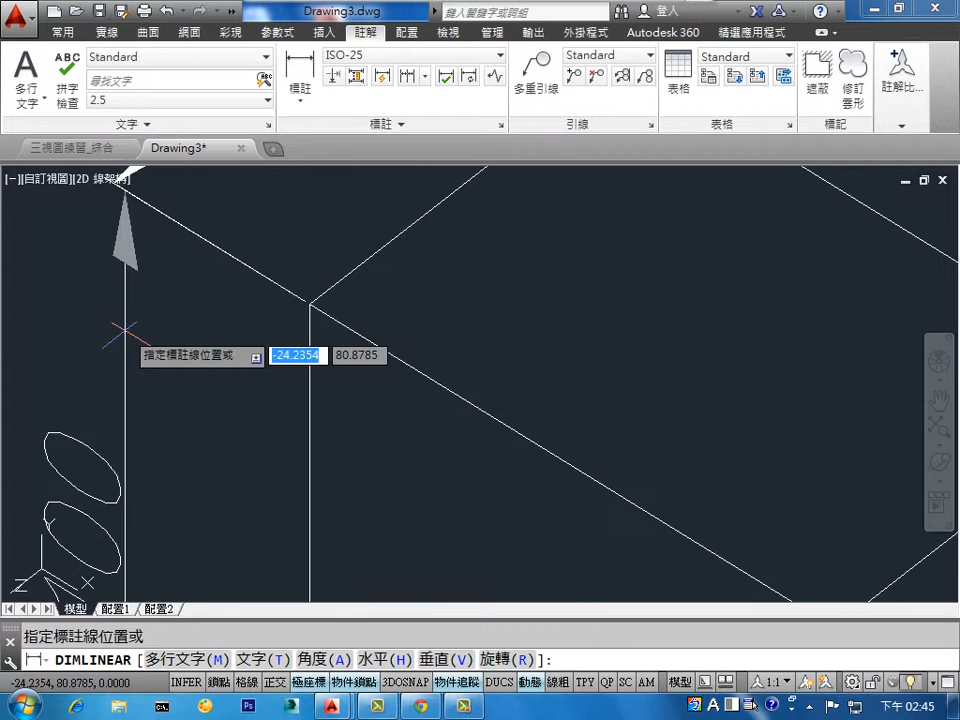 Drawing3.dwg
鍵入關鍵字或詞組
登入
常用 實線 曲面 網面 彩現 參數式 插入 註解 配置 檢視 管理 輸出 外掛程式 Autodesk 360 精選應用程式
A
多行
文字
ABC
拼字
檢查
Standard
尋找文字
2.5
標註
ISO-25
多重引線
Standard
表格
Standard
遮蔽
修訂
雲形
註解比...
文字 標註 引線 表格 標記
三視圖練習_綜合 Drawing3*
[−][自訂視圖][2D 線架構]
指定標註線位置或 -24.2354 80.8785
00
Y
Z X
模型 配置1 配置2
指定標註線位置或
DIMLINEAR [多行文字(M) 文字(T) 角度(A) 水平(H) 垂直(V) 旋轉(R)]:
-24.2354, 80.8785, 0.0000 INFER 鎖點 格線 正交 極座標 物件鎖點 3DOSNAP 物件追蹤 DUCS 動態 線粗 TPY QP SC AM 模型 1:1
下午 02:45